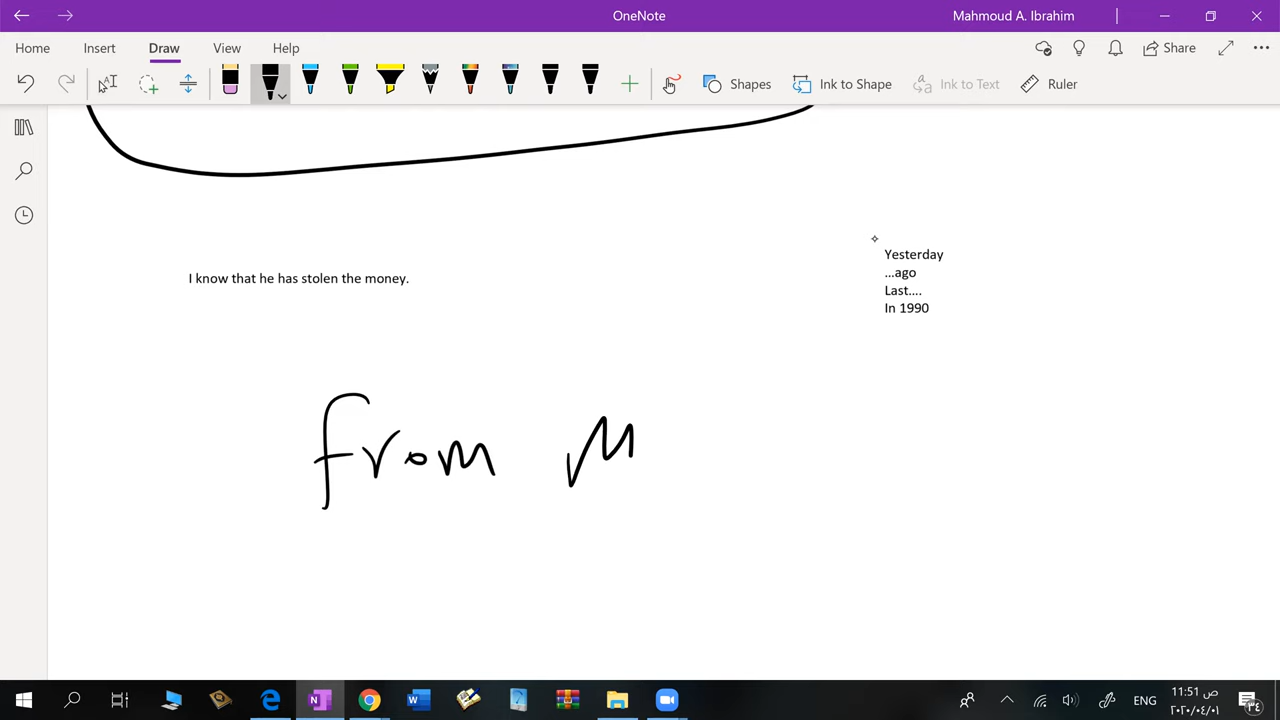 OneNote
Mahmoud A. Ibrahim
Home Insert Draw View Help
Share
Shapes Ink to Shape Ink to Text Ruler
I know that he has stolen the money.
Yesterday
...ago
Last....
In 1990
from M
ENG
11:51 ص
٢٠٢٠/٠٤/٠١
٣٤